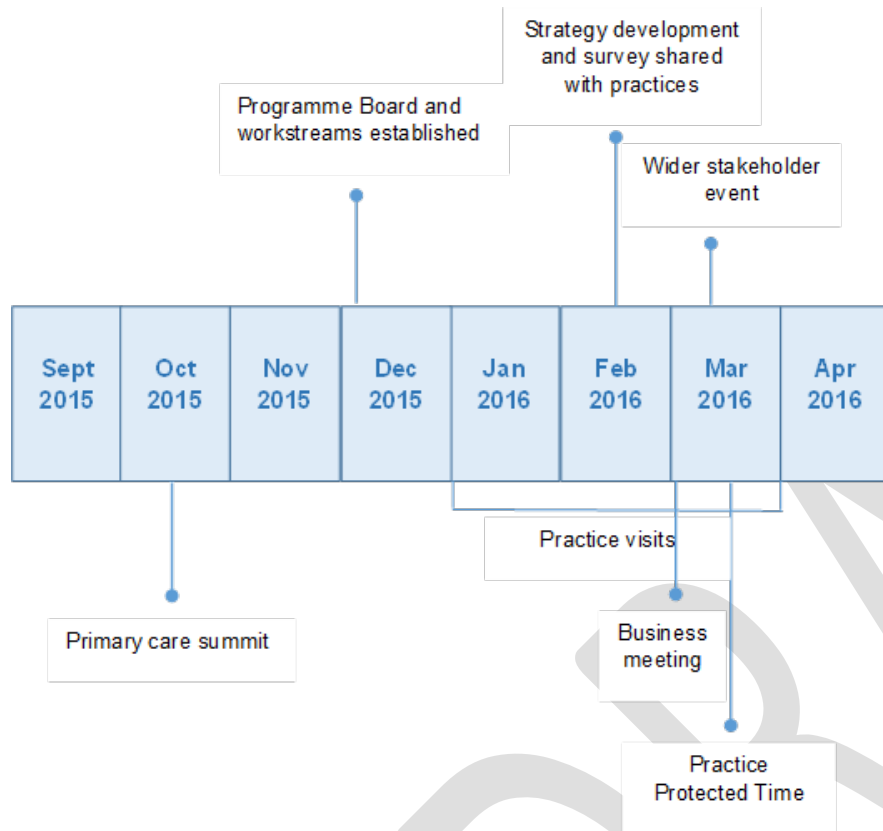 Strategy development
and survey shared
with practices
Programme Board and
workstreams established
Wider stakeholder
event
Sept
2015
Oct
2015
Nov
2015
Dec
2015
Jan
2016
Feb
2016
Mar
2016
Apr
2016
Practice visits
Primary care summit
Business
meeting
Practice
Protected Time